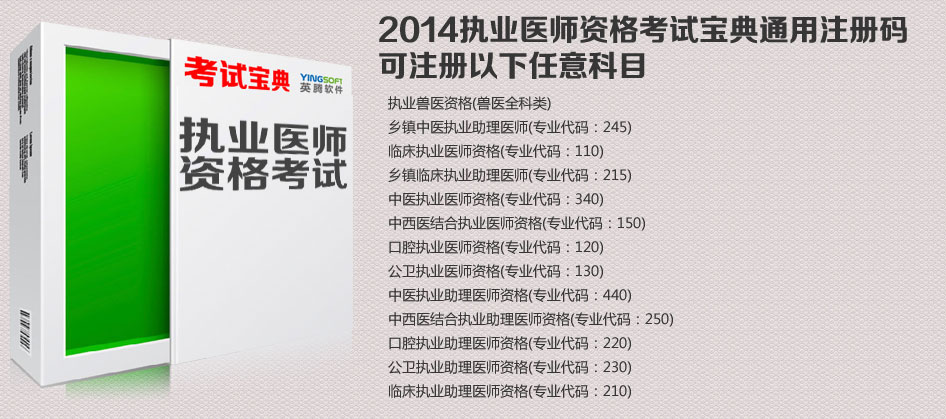 2014执业医师资格考试宝典通用注册码
可注册以下任意科目
考试宝典
YINGSOFT
英腾软件
执业医师
资格考试
执业兽医资格(兽医全科类)
乡镇中医执业助理医师(专业代码：245)
临床执业医师资格(专业代码：110)
乡镇临床执业助理医师(专业代码：215)
中医执业医师资格(专业代码：340)
中西医结合执业医师资格(专业代码：150)
口腔执业医师资格(专业代码：120)
公卫执业医师资格(专业代码：130)
中医执业助理医师资格(专业代码：440)
中西医结合执业助理医师资格(专业代码：250)
口腔执业助理医师资格(专业代码：220)
公卫执业助理医师资格(专业代码：230)
临床执业助理医师资格(专业代码：210)